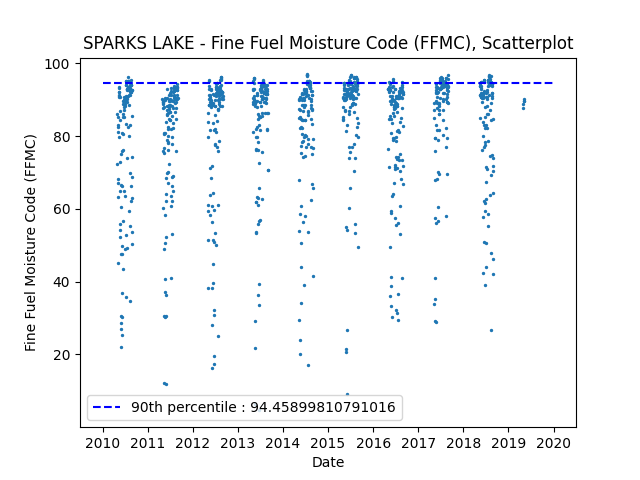 SPARKS LAKE - Fine Fuel Moisture Code (FFMC), Scatterplot
100
80
60
40
20
Fine Fuel Moisture Code (FFMC)
90th percentile : 94.45899810791016
2010 2011 2012 2013 2014 2015 2016 2017 2018 2019 2020
Date